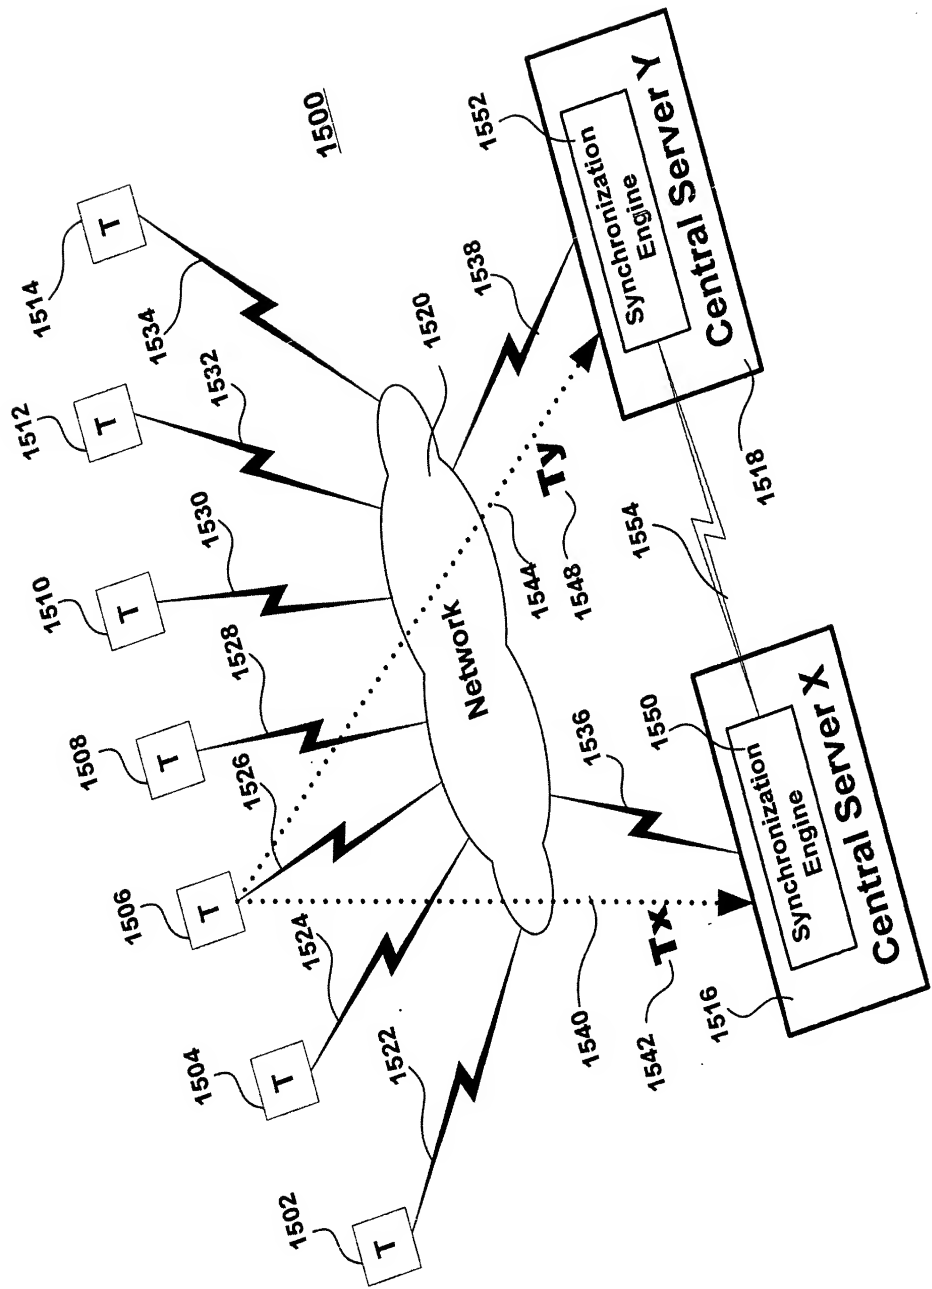 1500
1502
T
1504
T
1506
T
1508
T
1510
T
1512
T
1514
T
1522
1524
1526
1528
1530
1532
1534
Network
1520
1540
1542
Tx
1536
1544
1548
Ty
1538
1516
1550
Synchronization
Engine
Central Server X
1554
1518
1552
Synchronization
Engine
Central Server Y